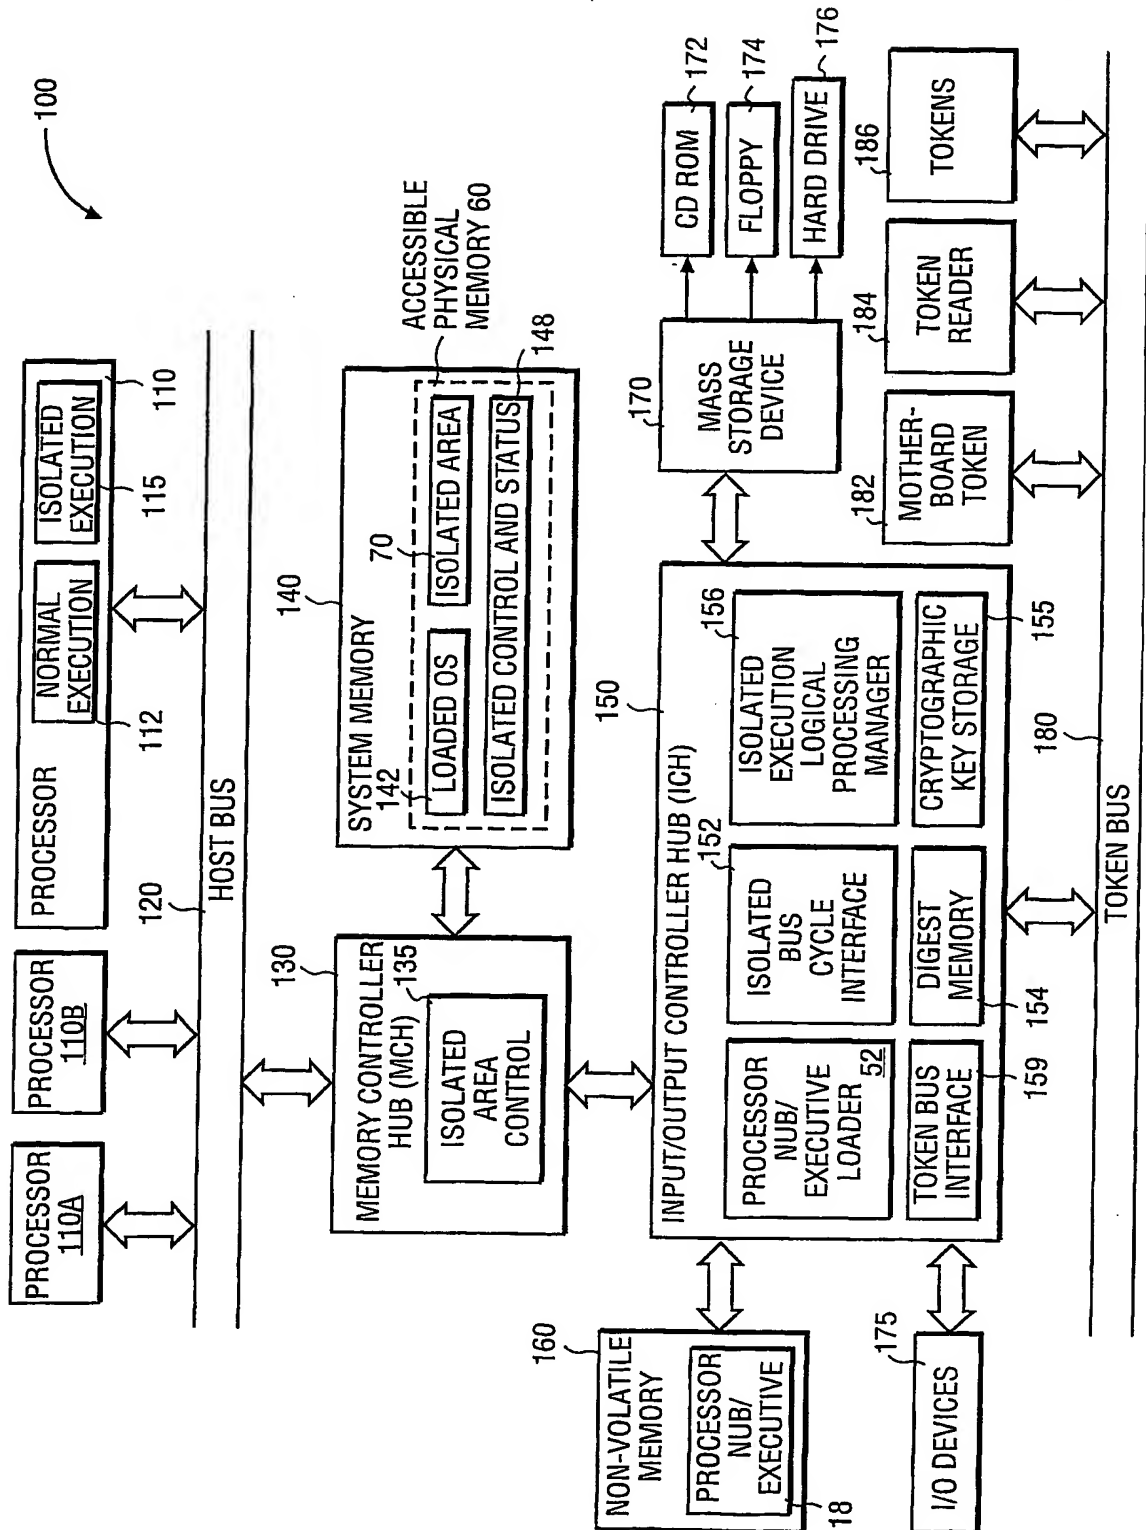 100
PROCESSOR
110A
PROCESSOR
110B
PROCESSOR
NORMAL
EXECUTION
112
ISOLATED
EXECUTION
115
110
120
HOST BUS
130
MEMORY CONTROLLER
HUB (MCH)
135
ISOLATED
AREA
CONTROL
140
SYSTEM MEMORY
142
LOADED OS
70
ISOLATED AREA
ISOLATED CONTROL AND STATUS
148
ACCESSIBLE
PHYSICAL
MEMORY 60
160
NON-VOLATILE
MEMORY
PROCESSOR
NUB/
EXECUTIVE
18
175
I/O DEVICES
150
INPUT/OUTPUT CONTROLLER HUB (ICH)
PROCESSOR
NUB/
EXECUTIVE
LOADER
52
152
ISOLATED
BUS
CYCLE
INTERFACE
156
ISOLATED
EXECUTION
LOGICAL
PROCESSING
MANAGER
TOKEN BUS
INTERFACE
159
DIGEST
MEMORY
154
CRYPTOGRAPHIC
KEY STORAGE
155
170
MASS
STORAGE
DEVICE
CD ROM
172
FLOPPY
174
HARD DRIVE
176
182
MOTHER-
BOARD
TOKEN
184
TOKEN
READER
186
TOKENS
180
TOKEN BUS